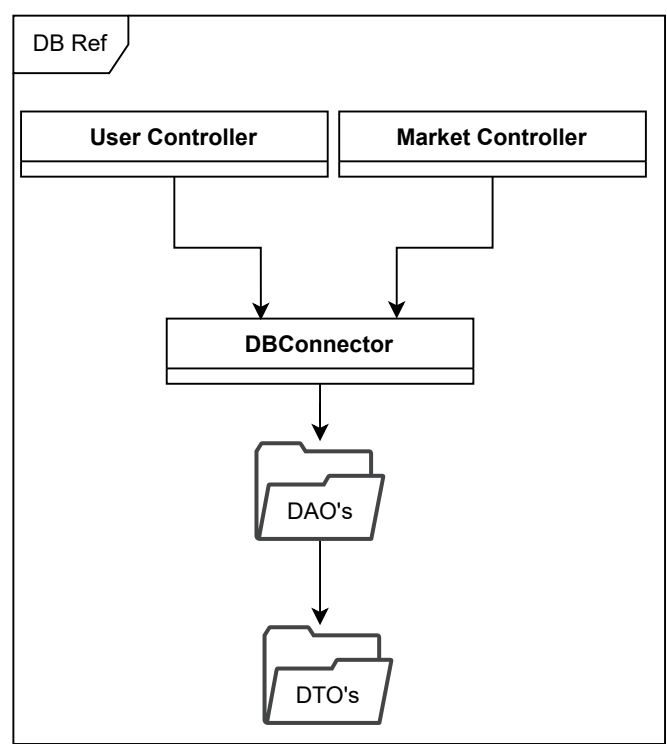 DB Ref
User Controller
Market Controller
DBConnector
DAO's
DTO's